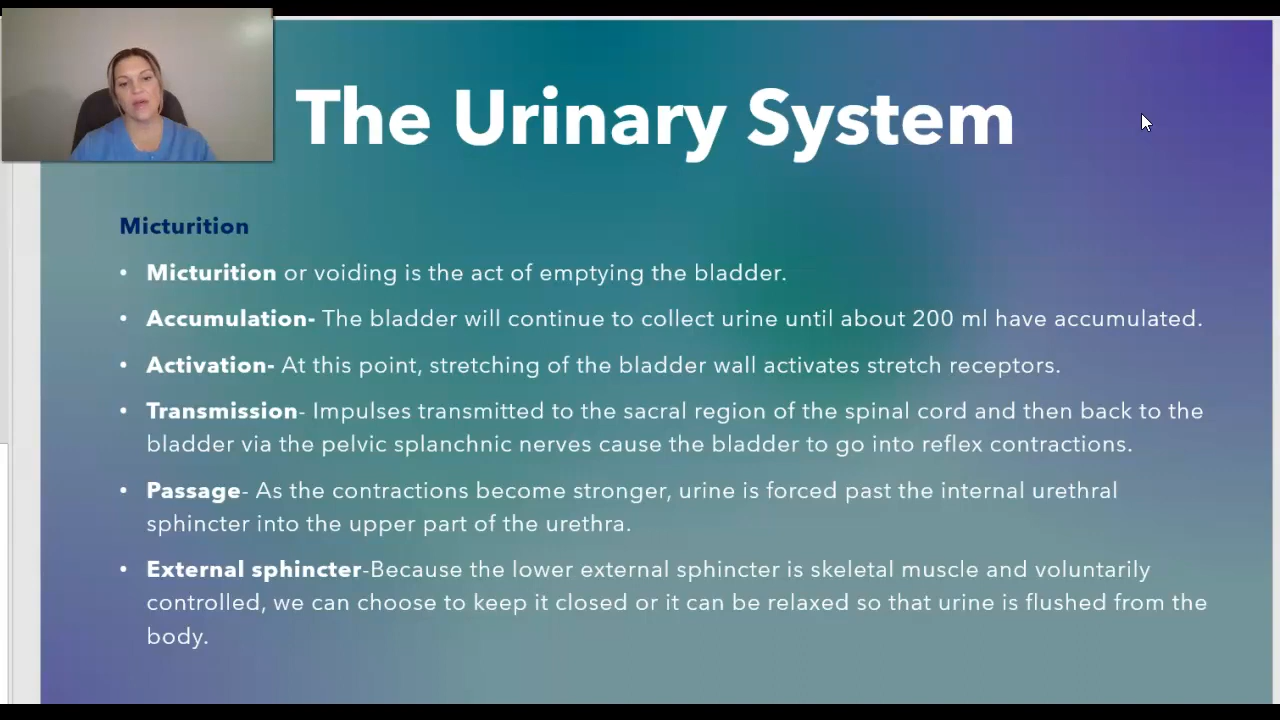 The Urinary System
Micturition
• Micturition or voiding is the act of emptying the bladder.
• Accumulation- The bladder will continue to collect urine until about 200 ml have accumulated.
• Activation- At this point, stretching of the bladder wall activates stretch receptors.
• Transmission- Impulses transmitted to the sacral region of the spinal cord and then back to the
bladder via the pelvic splanchnic nerves cause the bladder to go into reflex contractions.
• Passage- As the contractions become stronger, urine is forced past the internal urethral
sphincter into the upper part of the urethra.
• External sphincter-Because the lower external sphincter is skeletal muscle and voluntarily
controlled, we can choose to keep it closed or it can be relaxed so that urine is flushed from the
body.